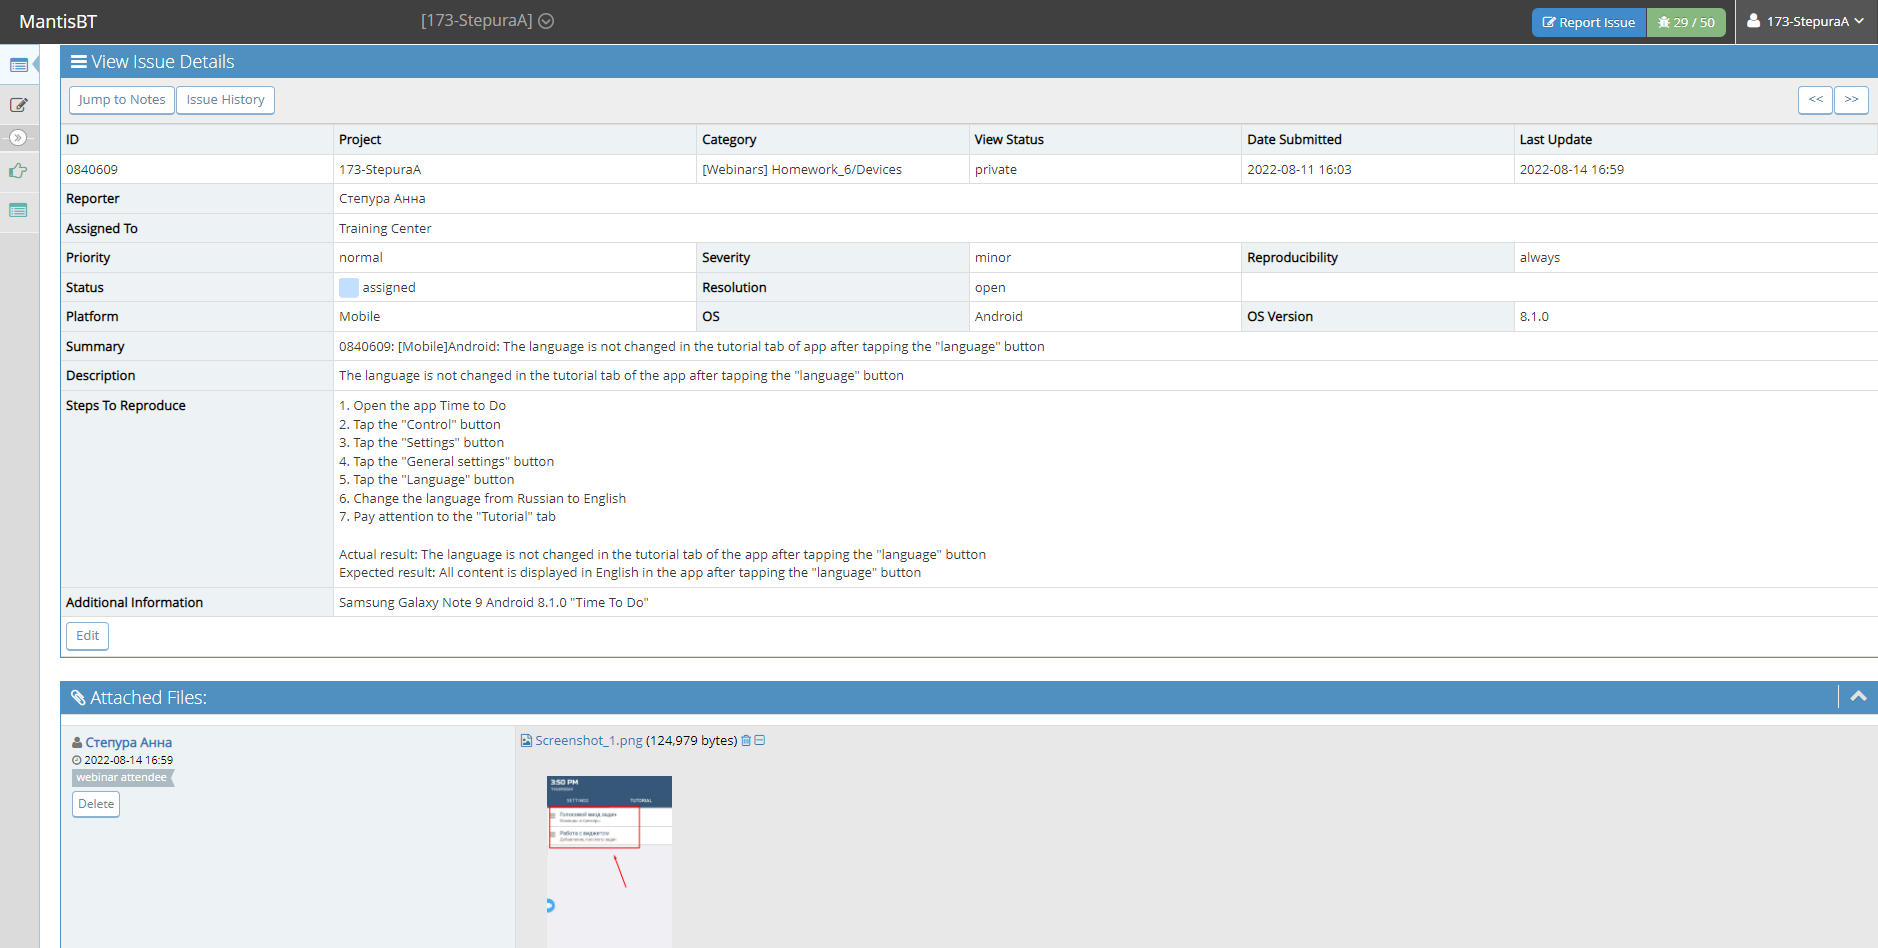 MantisBT
[173-StepuraA]
Report Issue
29 / 50
173-StepuraA
View Issue Details
Jump to Notes Issue History
<< >>
ID Project Category View Status Date Submitted Last Update
0840609 173-StepuraA [Webinars] Homework_6/Devices private 2022-08-11 16:03 2022-08-14 16:59
Reporter Степура Анна
Assigned To Training Center
Priority normal Severity minor Reproducibility always
Status assigned Resolution open
Platform Mobile OS Android OS Version 8.1.0
Summary 0840609: [Mobile]Android: The language is not changed in the tutorial tab of app after tapping the "language" button
Description The language is not changed in the tutorial tab of the app after tapping the "language" button
Steps To Reproduce 1. Open the app Time to Do
2. Tap the "Control" button
3. Tap the "Settings" button
4. Tap the "General settings" button
5. Tap the "Language" button
6. Change the language from Russian to English
7. Pay attention to the "Tutorial" tab
Actual result: The language is not changed in the tutorial tab of the app after tapping the "language" button
Expected result: All content is displayed in English in the app after tapping the "language" button
Additional Information Samsung Galaxy Note 9 Android 8.1.0 "Time To Do"
Edit
Attached Files:
Степура Анна
2022-08-14 16:59
webinar attendee
Delete
Screenshot_1.png (124,979 bytes)
3:50 PM
THURSDAY
SETTINGS TUTORIAL
Голосовой ввод задач
Работа с виджетом